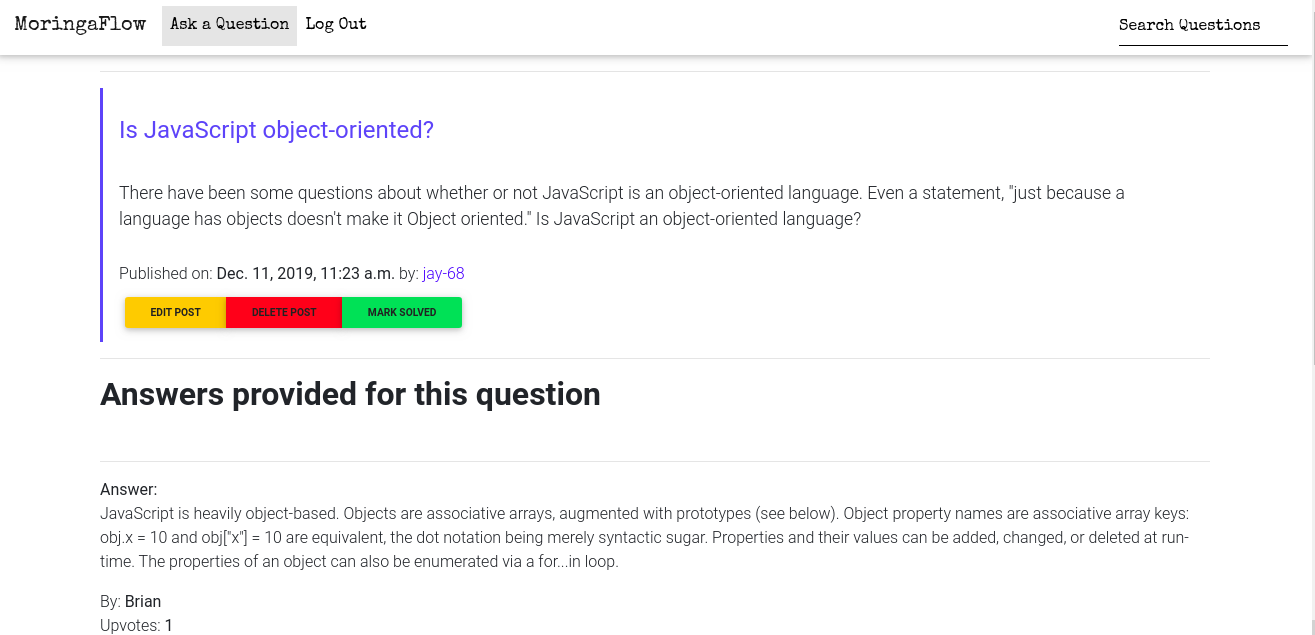 MoringaFlow Ask a Question Log Out Search Questions
Is JavaScript object-oriented?
There have been some questions about whether or not JavaScript is an object-oriented language. Even a statement, "just because a
language has objects doesn't make it Object oriented." Is JavaScript an object-oriented language?
Published on: Dec. 11, 2019, 11:23 a.m. by: jay-68
EDIT POST DELETE POST MARK SOLVED
Answers provided for this question
Answer:
JavaScript is heavily object-based. Objects are associative arrays, augmented with prototypes (see below). Object property names are associative array keys:
obj.x = 10 and obj["x"] = 10 are equivalent, the dot notation being merely syntactic sugar. Properties and their values can be added, changed, or deleted at run-
time. The properties of an object can also be enumerated via a for...in loop.
By: Brian
Upvotes: 1